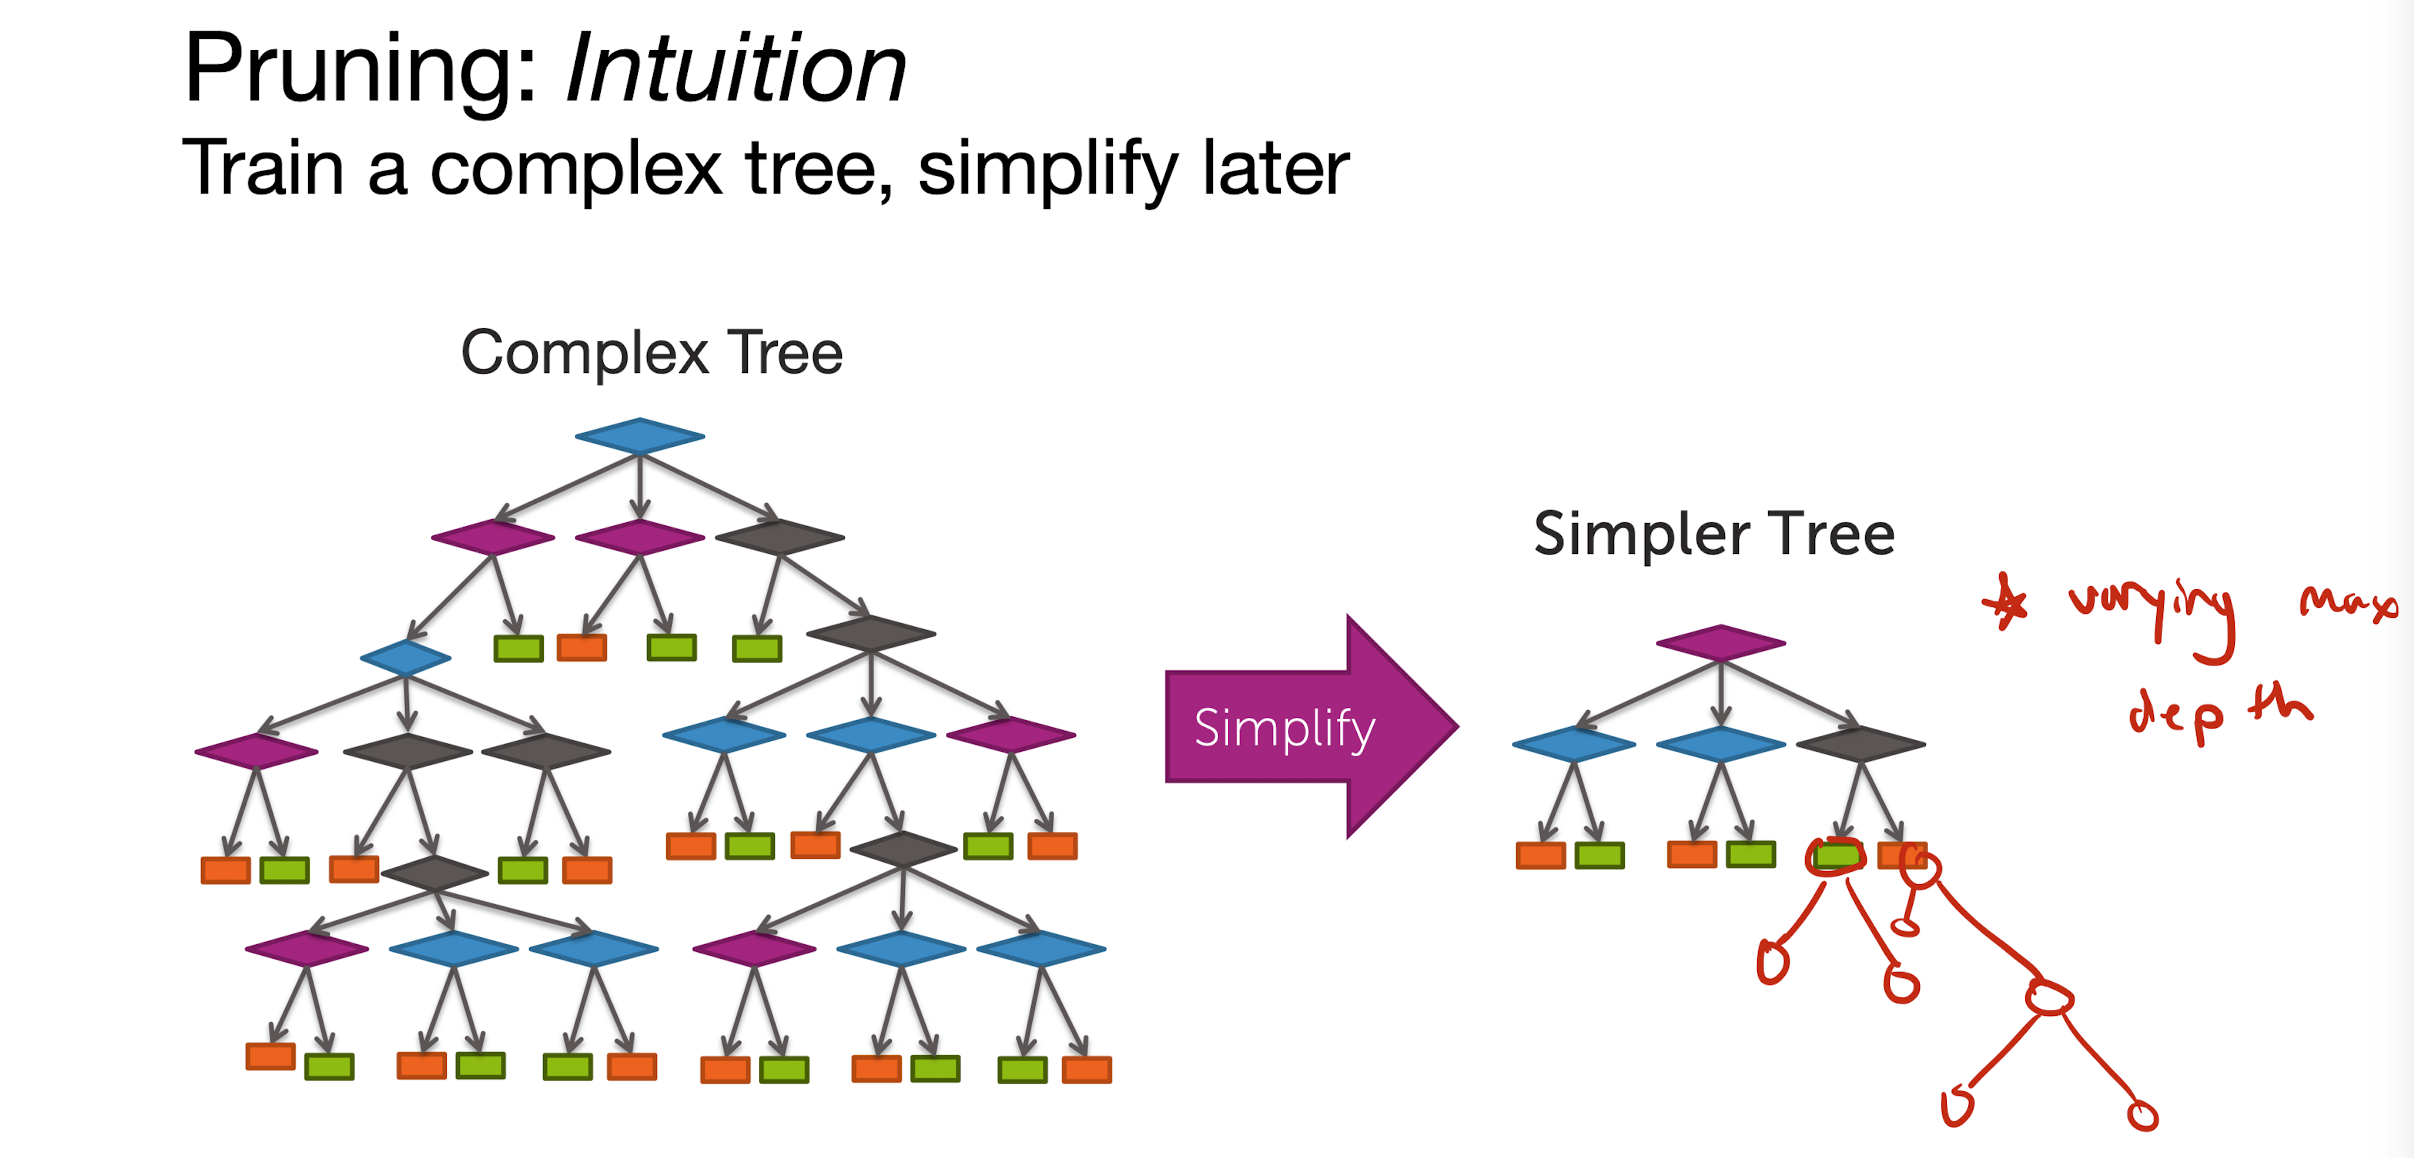 Pruning: Intuition
Train a complex tree, simplify later
Complex Tree
Simpler Tree
* varying max
depth
Simplify